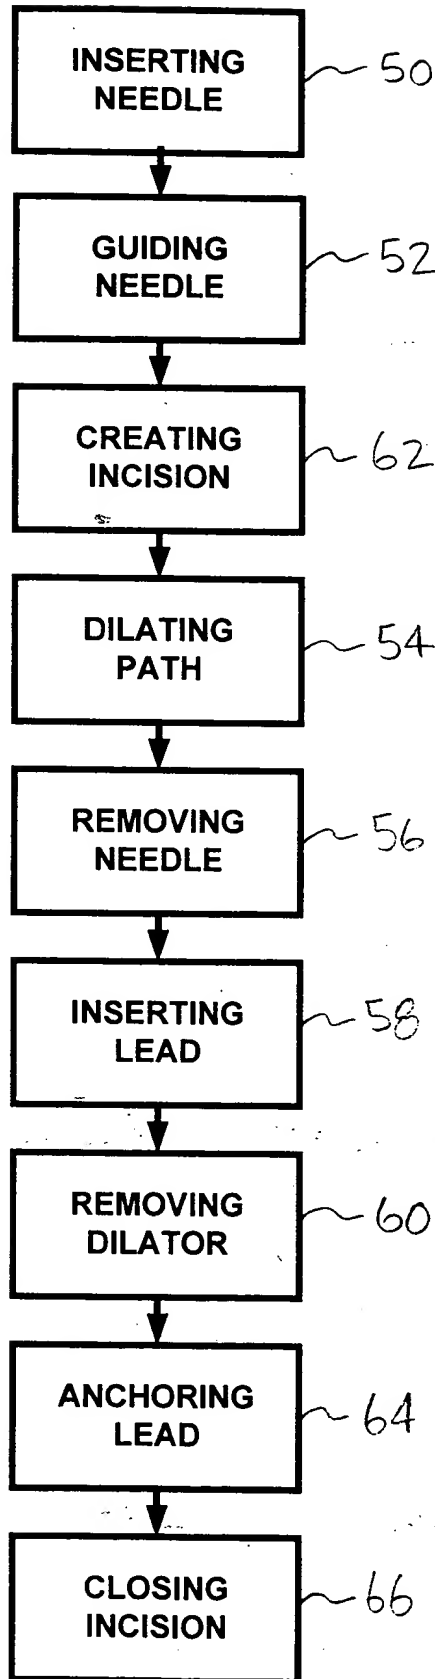 INSERTING
NEEDLE
50
GUIDING
NEEDLE
52
CREATING
INCISION
62
DILATING
PATH
54
REMOVING
NEEDLE
56
INSERTING
LEAD
58
REMOVING
DILATOR
60
ANCHORING
LEAD
64
CLOSING
INCISION
66